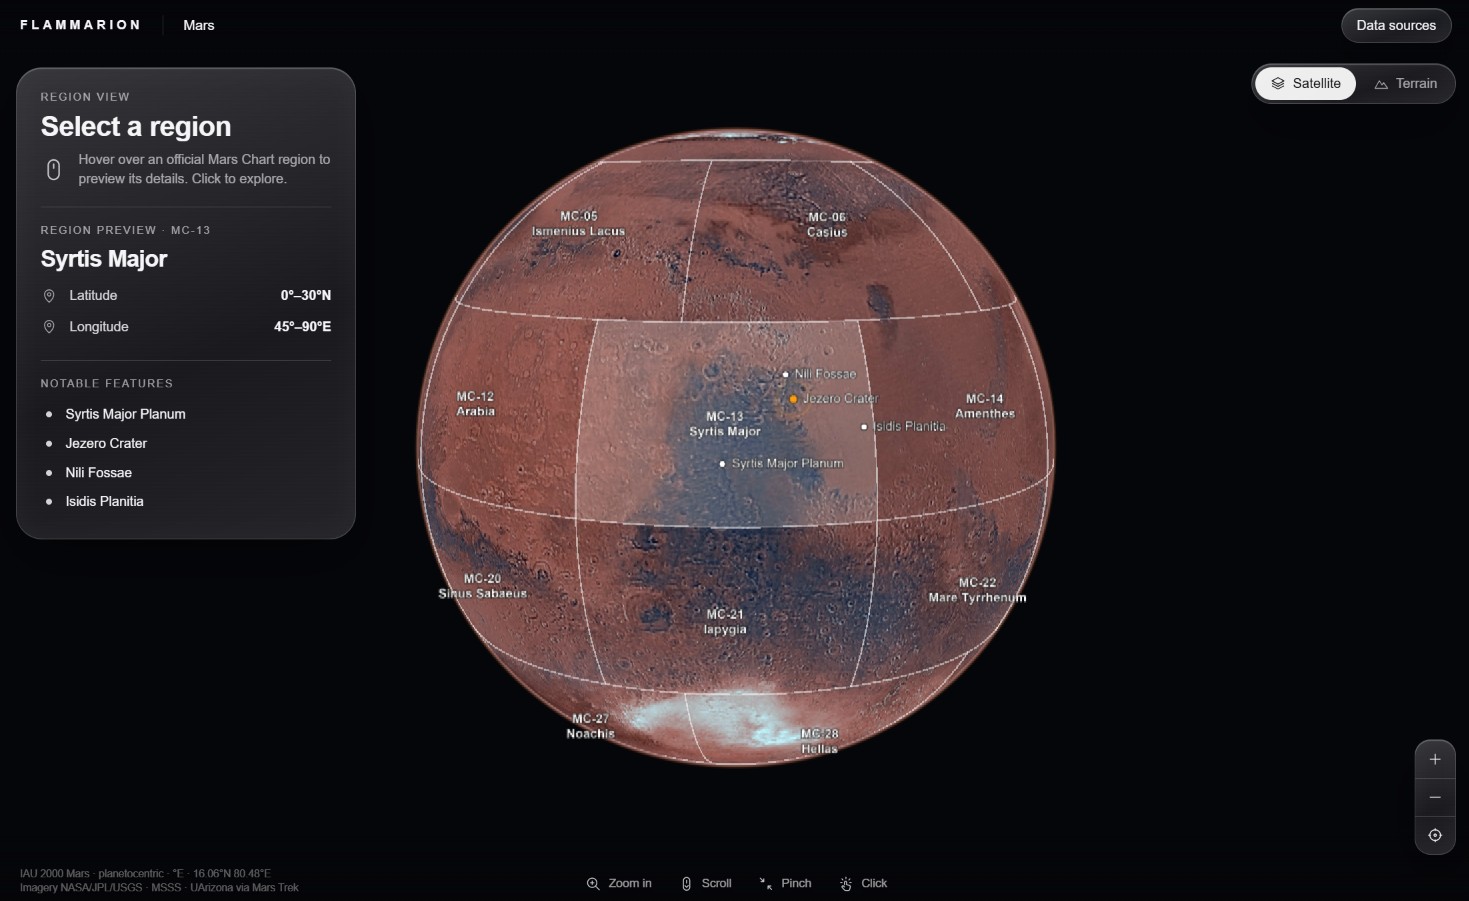 FLAMMARION
Mars
Data sources
Satellite
Terrain
REGION VIEW
Select a region
Hover over an official Mars Chart region to
preview its details. Click to explore.
REGION PREVIEW · MC-13
Syrtis Major
Latitude 0°–30°N
Longitude 45°–90°E
NOTABLE FEATURES
Syrtis Major Planum
Jezero Crater
Nili Fossae
Isidis Planitia
MC-05
Ismenius Lacus
MC-06
Casius
MC-12
Arabia
MC-13
Syrtis Major
Nili Fossae
Jezero Crater
Isidis Planitia
Syrtis Major Planum
MC-14
Amenthes
MC-20
Sinus Sabaeus
MC-21
Iapygia
MC-22
Mare Tyrrhenum
MC-27
Noachis
MC-28
Hellas
IAU 2000 Mars · planetocentric · °E · 16.06°N 80.48°E
Imagery NASA/JPL/USGS · MSSS · UArizona via Mars Trek
Zoom in
Scroll
Pinch
Click